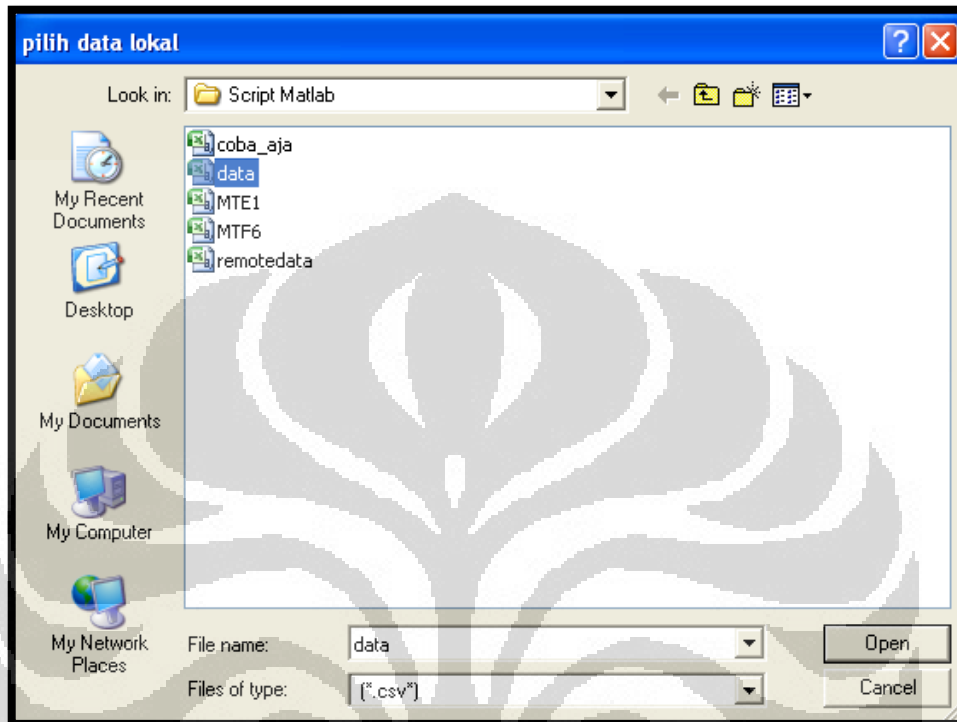 pilih data lokal
Look in: Script Matlab
coba_aja
data
MTE1
MTF6
remotedata
My Recent
Documents
Desktop
My Documents
My Computer
My Network
Places
File name: data Open
Files of type: (*.csv*) Cancel